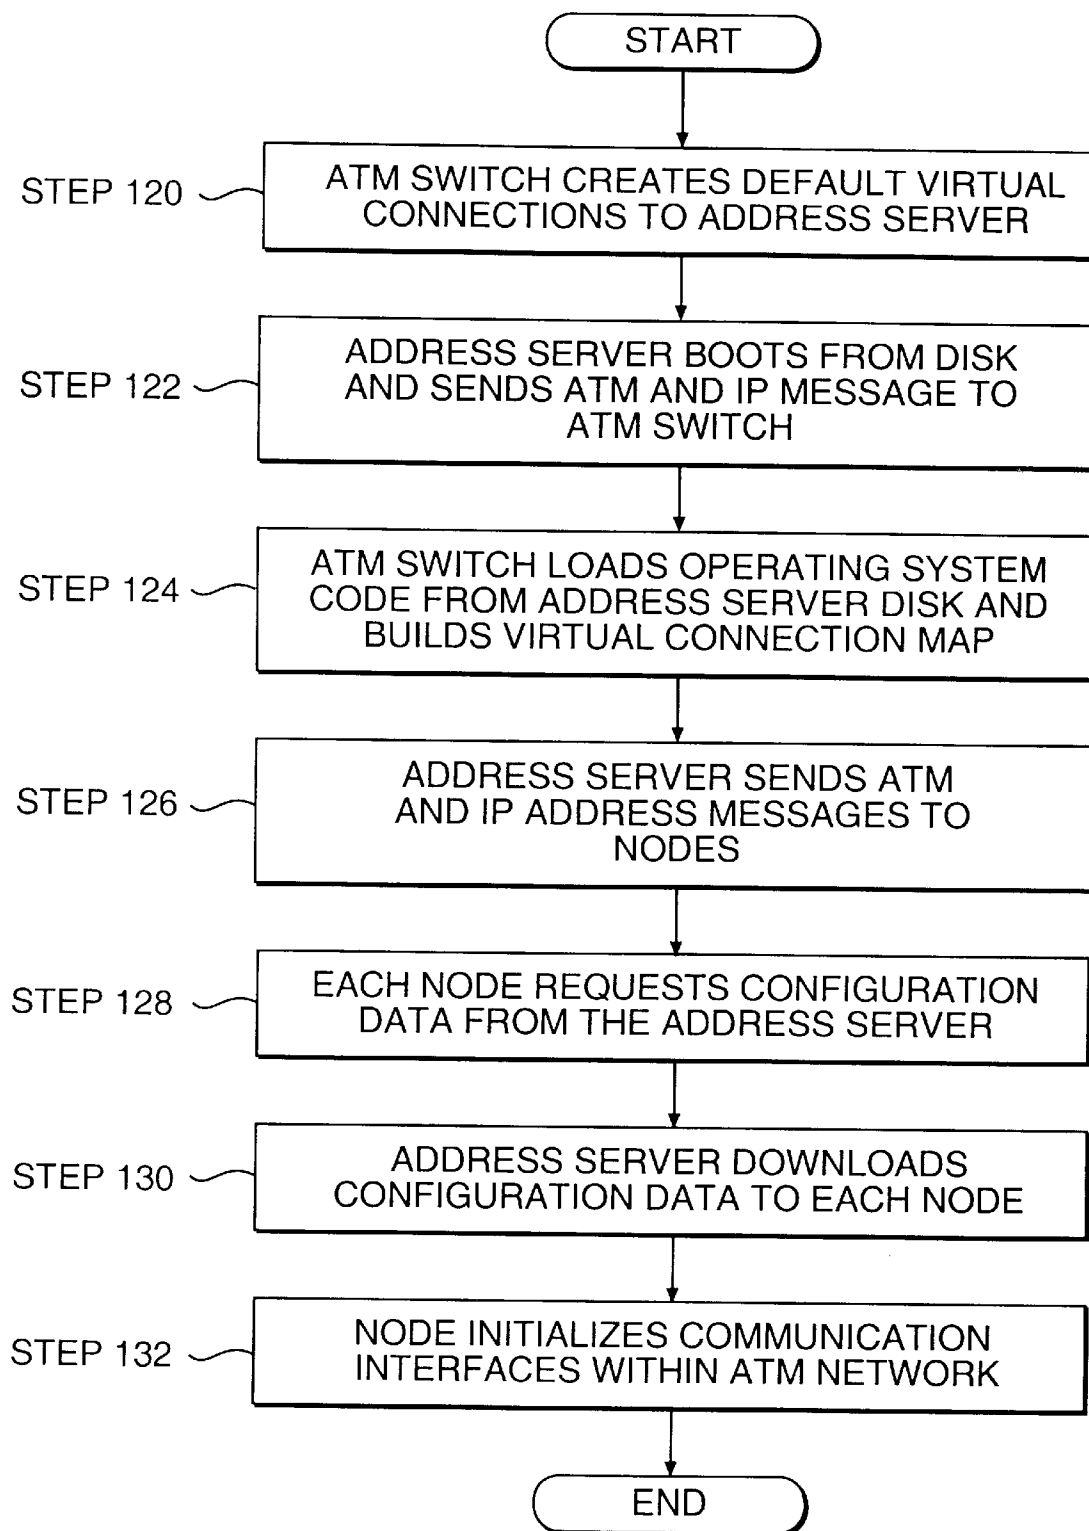 START
STEP 120
ATM SWITCH CREATES DEFAULT VIRTUAL
CONNECTIONS TO ADDRESS SERVER
STEP 122
ADDRESS SERVER BOOTS FROM DISK
AND SENDS ATM AND IP MESSAGE TO
ATM SWITCH
STEP 124
ATM SWITCH LOADS OPERATING SYSTEM
CODE FROM ADDRESS SERVER DISK AND
BUILDS VIRTUAL CONNECTION MAP
STEP 126
ADDRESS SERVER SENDS ATM
AND IP ADDRESS MESSAGES TO
NODES
STEP 128
EACH NODE REQUESTS CONFIGURATION
DATA FROM THE ADDRESS SERVER
STEP 130
ADDRESS SERVER DOWNLOADS
CONFIGURATION DATA TO EACH NODE
STEP 132
NODE INITIALIZES COMMUNICATION
INTERFACES WITHIN ATM NETWORK
END